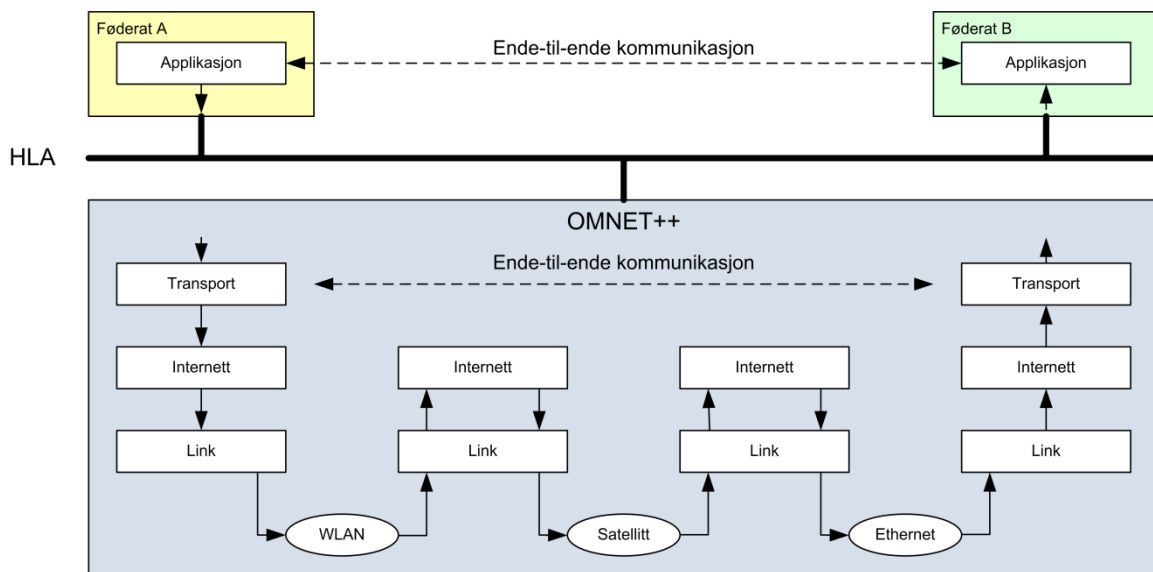 Føderat A
Føderat B
Applikasjon
Ende-til-ende kommunikasjon
Applikasjon
HLA
OMNET++
Ende-til-ende kommunikasjon
Transport
Transport
Internett
Internett
Internett
Internett
Link
Link
Link
Link
WLAN
Satellitt
Ethernet